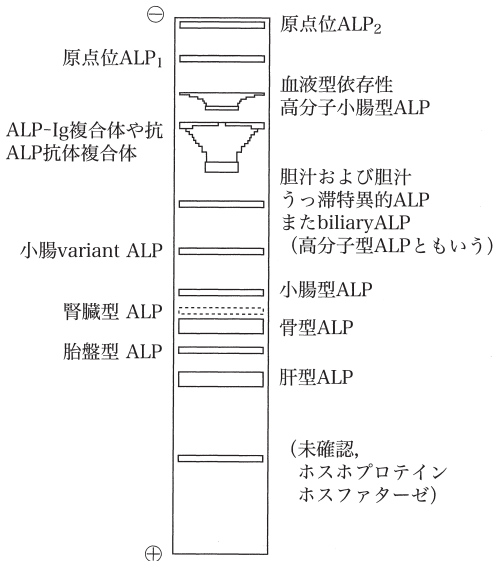 ⊖
原点位ALP2
原点位ALP1
血液型依存性
高分子小腸型ALP
ALP-Ig複合体や抗
ALP抗体複合体
胆汁および胆汁
うっ滞特異的ALP
またbiliaryALP
（高分子型ALPともいう）
小腸variant ALP
小腸型ALP
腎臓型 ALP
骨型ALP
胎盤型 ALP
肝型ALP
（未確認，
ホスホプロテイン
ホスファターゼ）
⊕